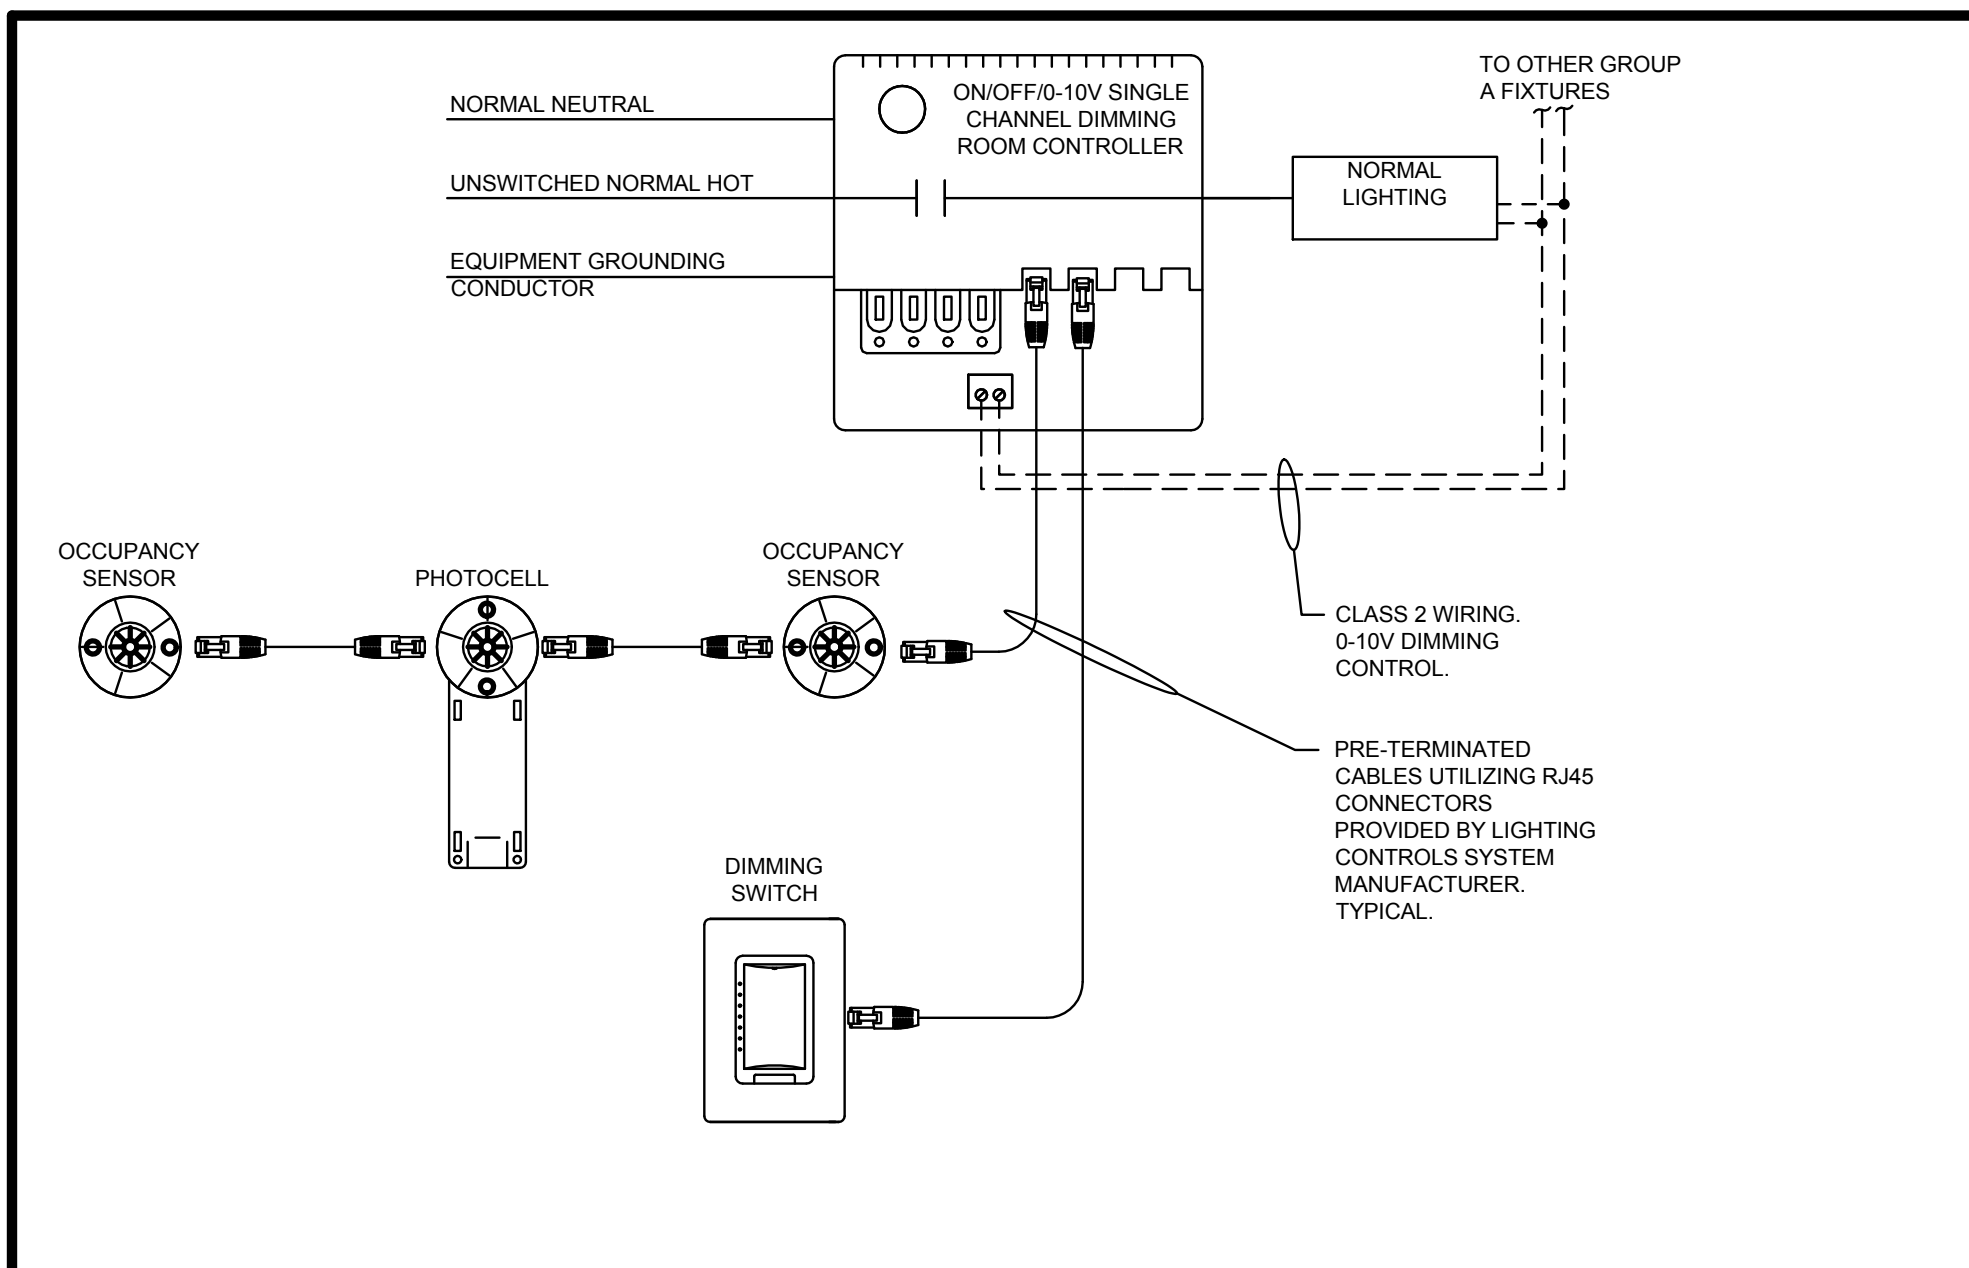 TO OTHER GROUP
A FIXTURES
ON/OFF/0-10V SINGLE
CHANNEL DIMMING
ROOM CONTROLLER
NORMAL NEUTRAL
UNSWITCHED NORMAL HOT
NORMAL
LIGHTING
EQUIPMENT GROUNDING
CONDUCTOR
OCCUPANCY
SENSOR
PHOTOCELL
OCCUPANCY
SENSOR
CLASS 2 WIRING.
0-10V DIMMING
CONTROL.
PRE-TERMINATED
CABLES UTILIZING RJ45
CONNECTORS
PROVIDED BY LIGHTING
CONTROLS SYSTEM
MANUFACTURER.
TYPICAL.
DIMMING
SWITCH